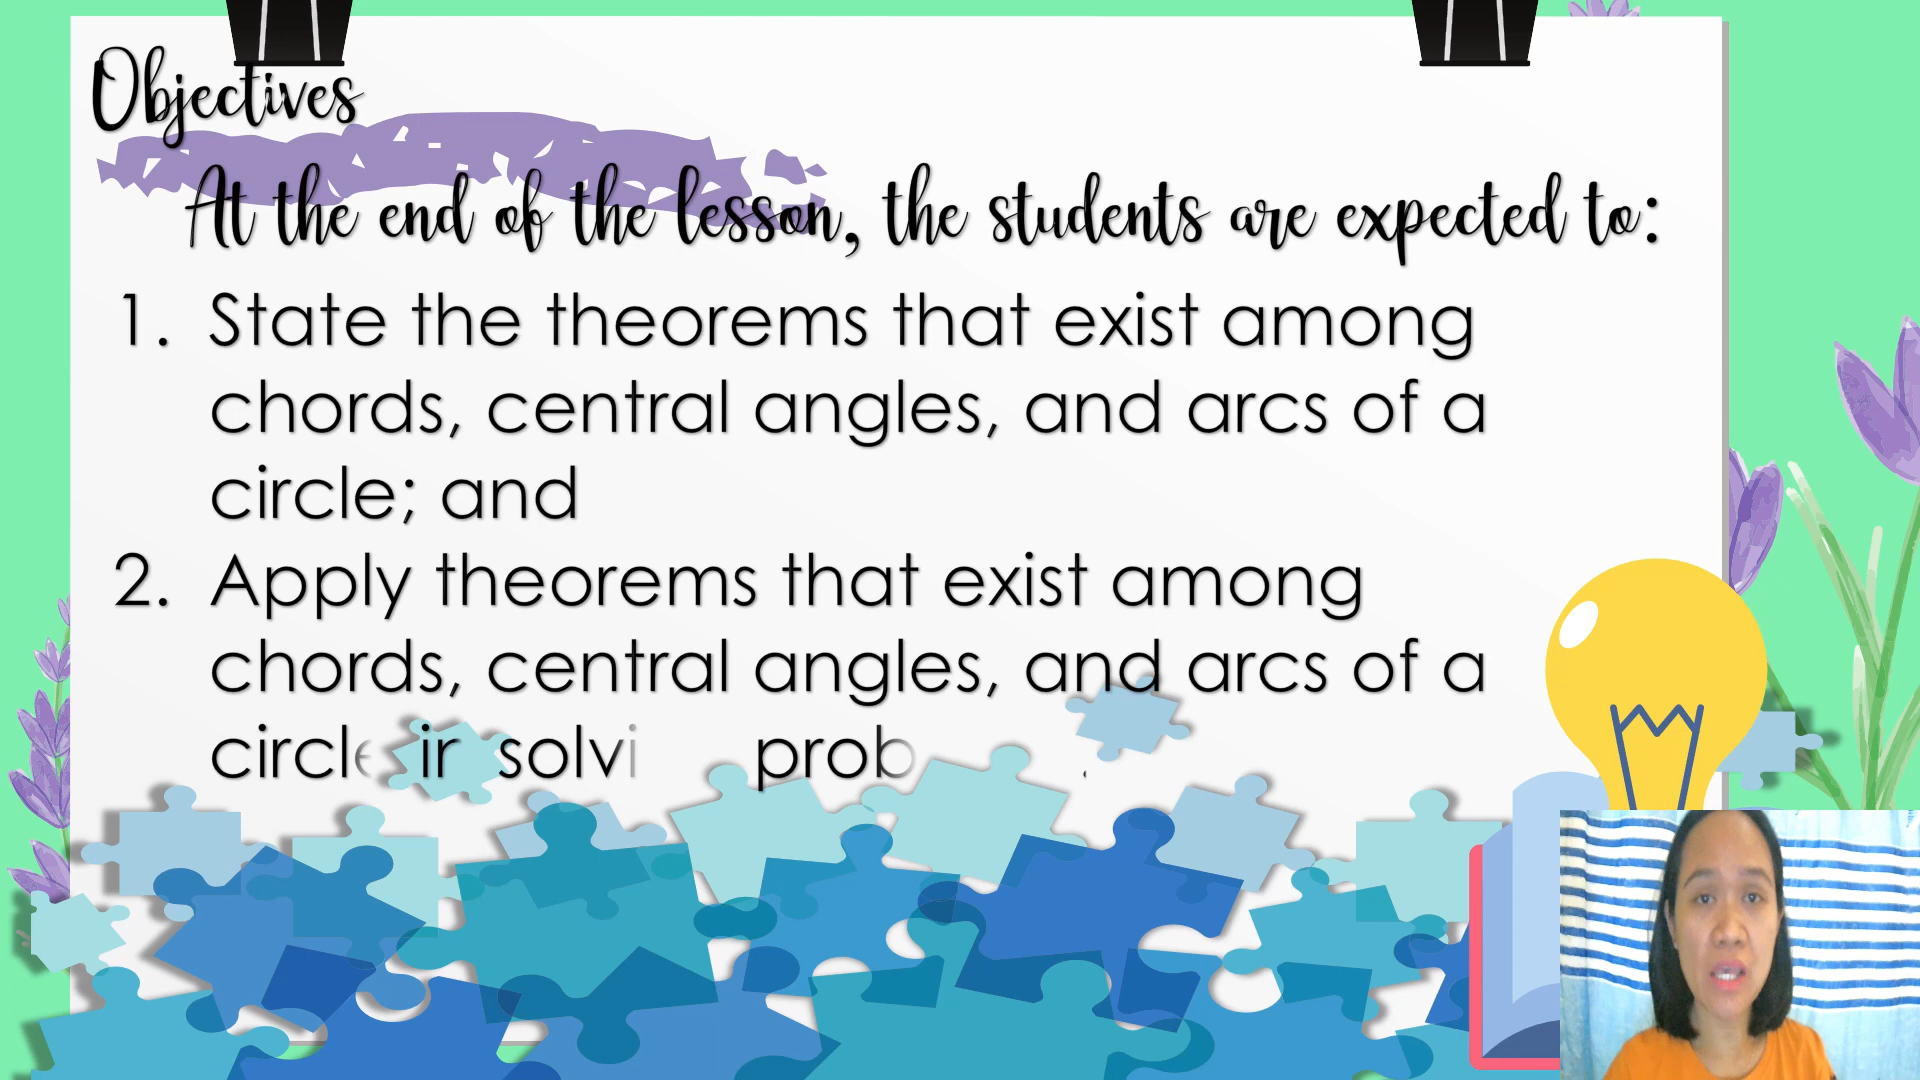 Objectives
At the end of the lesson, the students are expected to:
1. State the theorems that exist among
chords, central angles, and arcs of a
circle; and
2. Apply theorems that exist among
chords, central angles, and arcs of a